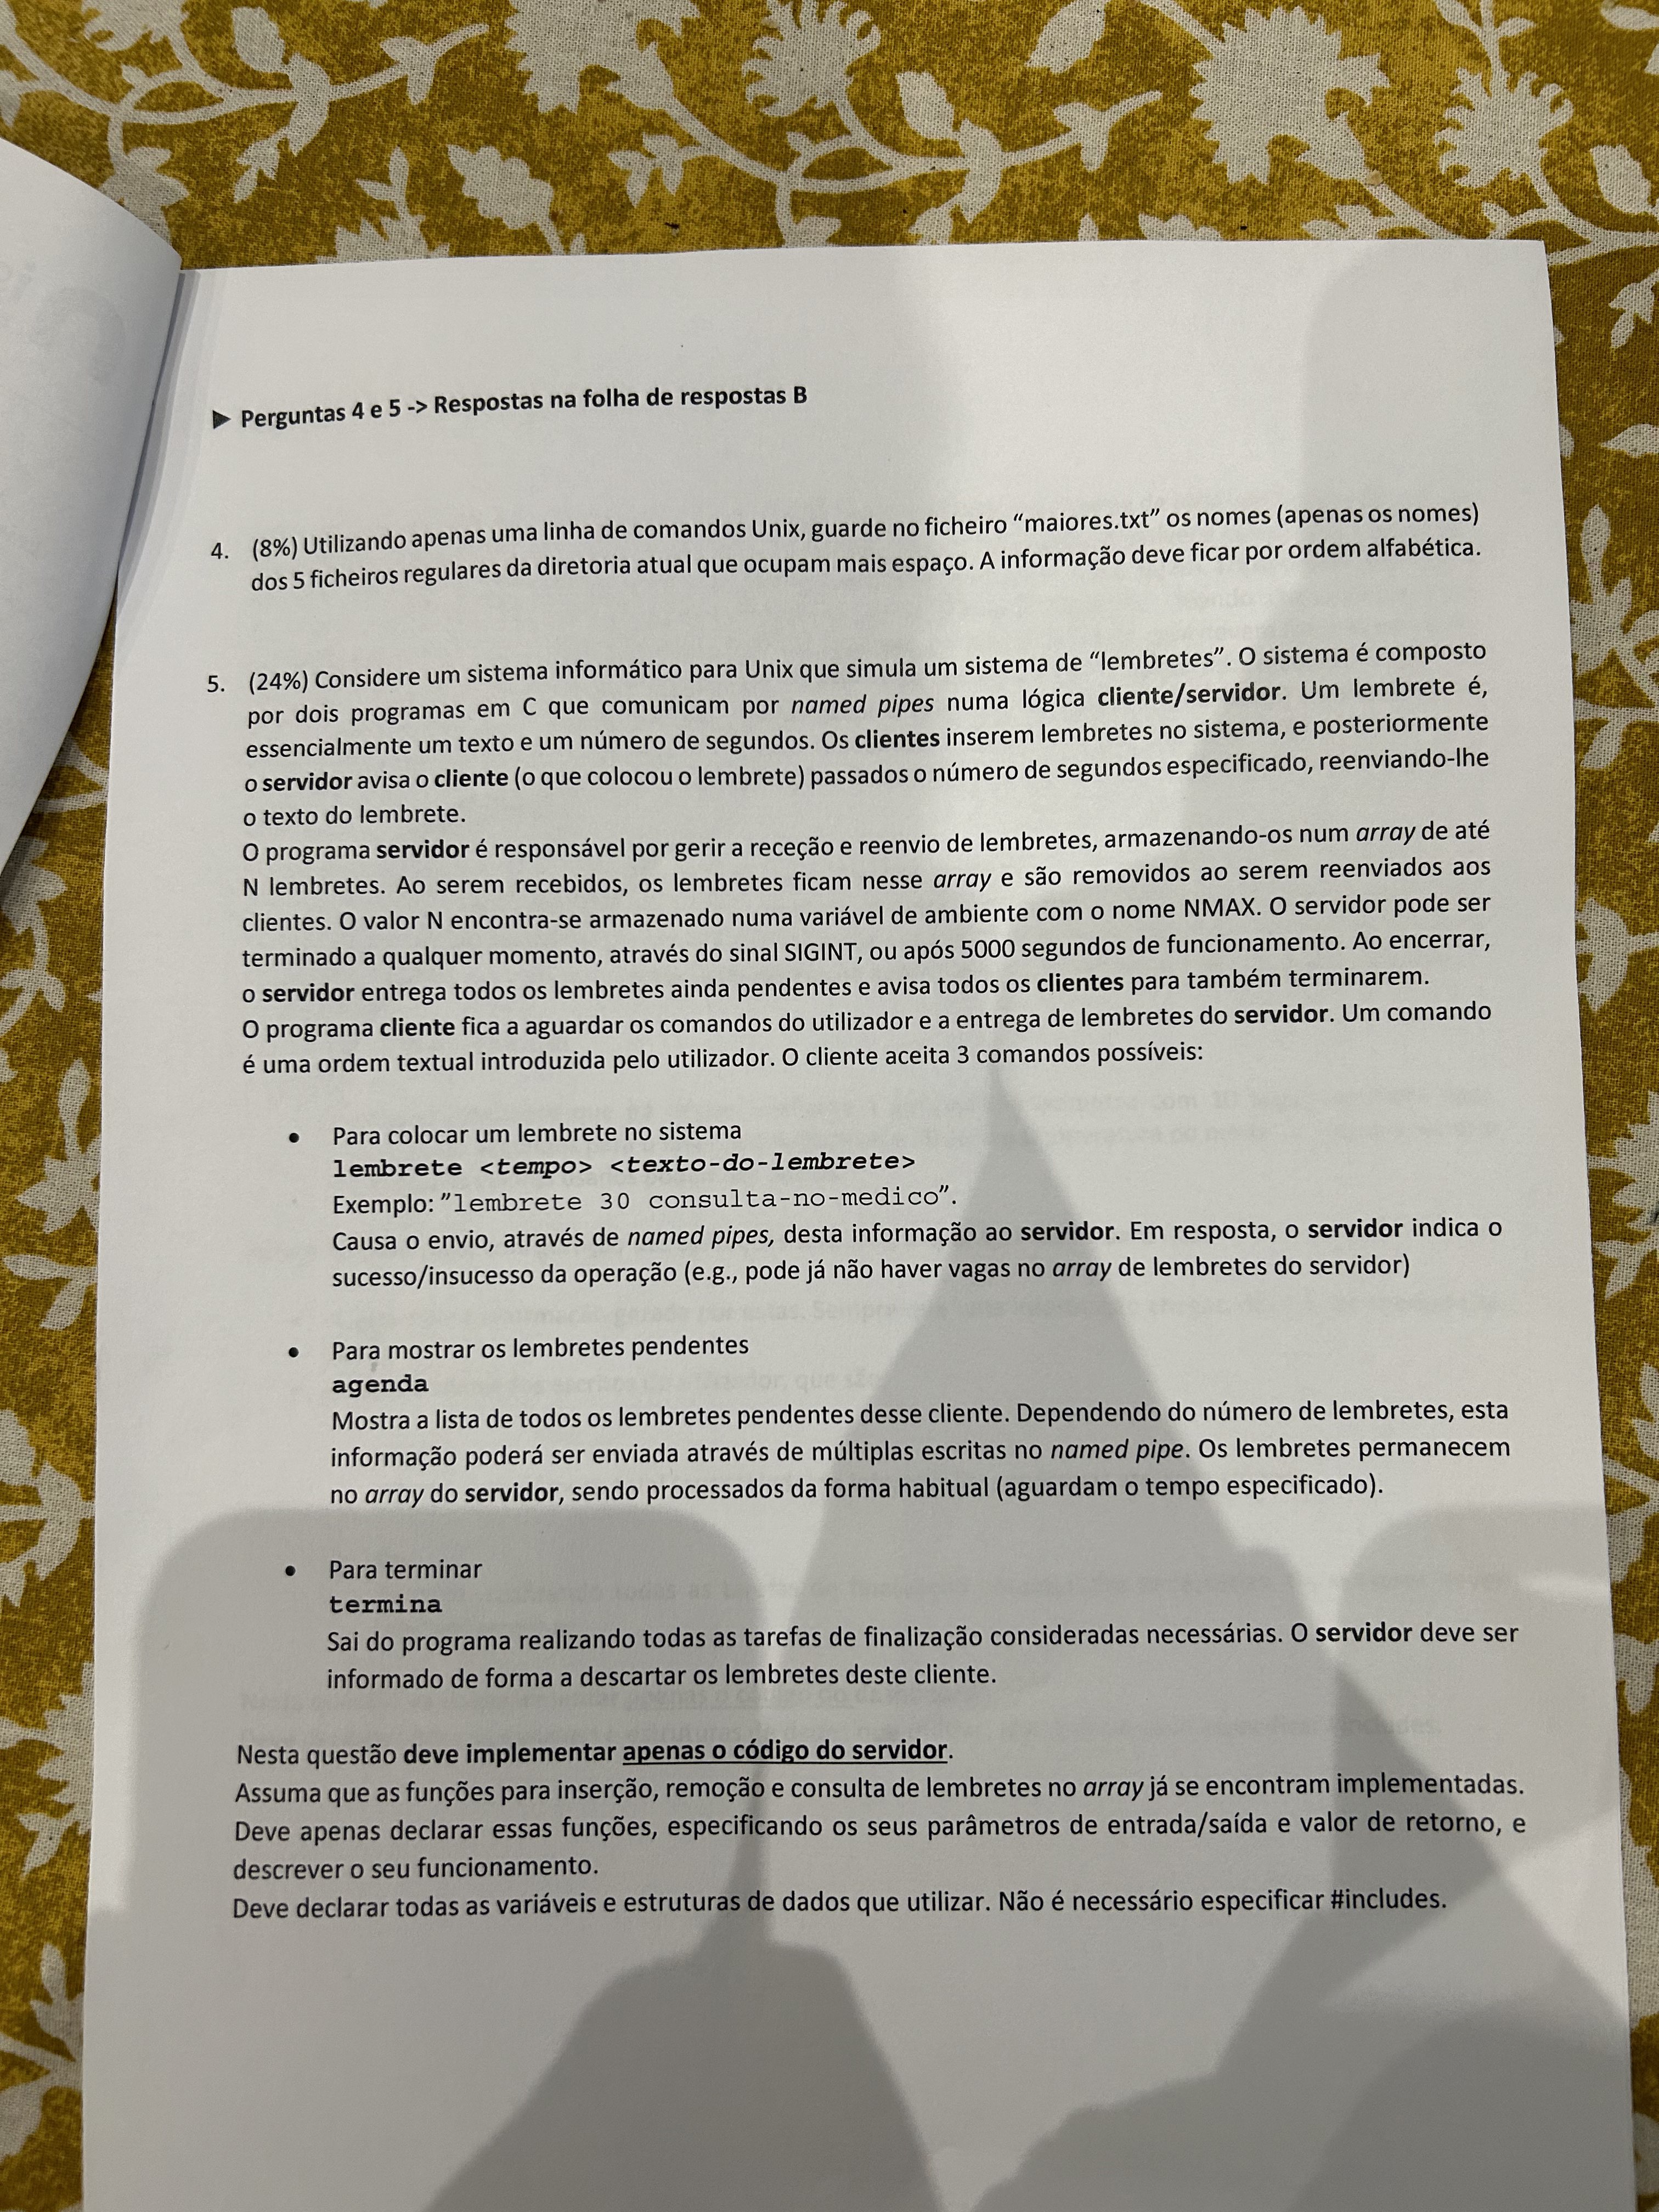 ► Perguntas 4 e 5 -> Respostas na folha de respostas B
4. (8%) Utilizando apenas uma linha de comandos Unix, guarde no ficheiro “maiores.txt” os nomes (apenas os nomes)
dos 5 ficheiros regulares da diretoria atual que ocupam mais espaço. A informação deve ficar por ordem alfabética.
5. (24%) Considere um sistema informático para Unix que simula um sistema de “lembretes”. O sistema é composto
por dois programas em C que comunicam por named pipes numa lógica cliente/servidor. Um lembrete é,
essencialmente um texto e um número de segundos. Os clientes inserem lembretes no sistema, e posteriormente
o servidor avisa o cliente (o que colocou o lembrete) passados o número de segundos especificado, reenviando-lhe
o texto do lembrete.
O programa servidor é responsável por gerir a receção e reenvio de lembretes, armazenando-os num array de até
N lembretes. Ao serem recebidos, os lembretes ficam nesse array e são removidos ao serem reenviados aos
clientes. O valor N encontra-se armazenado numa variável de ambiente com o nome NMAX. O servidor pode ser
terminado a qualquer momento, através do sinal SIGINT, ou após 5000 segundos de funcionamento. Ao encerrar,
o servidor entrega todos os lembretes ainda pendentes e avisa todos os clientes para também terminarem.
O programa cliente fica a aguardar os comandos do utilizador e a entrega de lembretes do servidor. Um comando
é uma ordem textual introduzida pelo utilizador. O cliente aceita 3 comandos possíveis:
• Para colocar um lembrete no sistema
lembrete <tempo> <texto-do-lembrete>
Exemplo: ”lembrete 30 consulta-no-medico”.
Causa o envio, através de named pipes, desta informação ao servidor. Em resposta, o servidor indica o
sucesso/insucesso da operação (e.g., pode já não haver vagas no array de lembretes do servidor)
• Para mostrar os lembretes pendentes
agenda
Mostra a lista de todos os lembretes pendentes desse cliente. Dependendo do número de lembretes, esta
informação poderá ser enviada através de múltiplas escritas no named pipe. Os lembretes permanecem
no array do servidor, sendo processados da forma habitual (aguardam o tempo especificado).
• Para terminar
termina
Sai do programa realizando todas as tarefas de finalização consideradas necessárias. O servidor deve ser
informado de forma a descartar os lembretes deste cliente.
Nesta questão deve implementar apenas o código do servidor.
Assuma que as funções para inserção, remoção e consulta de lembretes no array já se encontram implementadas.
Deve apenas declarar essas funções, especificando os seus parâmetros de entrada/saída e valor de retorno, e
descrever o seu funcionamento.
Deve declarar todas as variáveis e estruturas de dados que utilizar. Não é necessário especificar #includes.